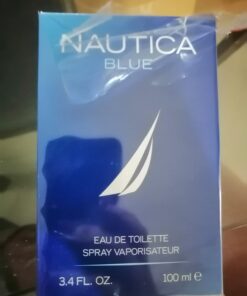 NAUTICA
BLUE
EAU DE TOILETTE
SPRAY VAPORISATEUR
3.4 FL. OZ. 100 ml ℮